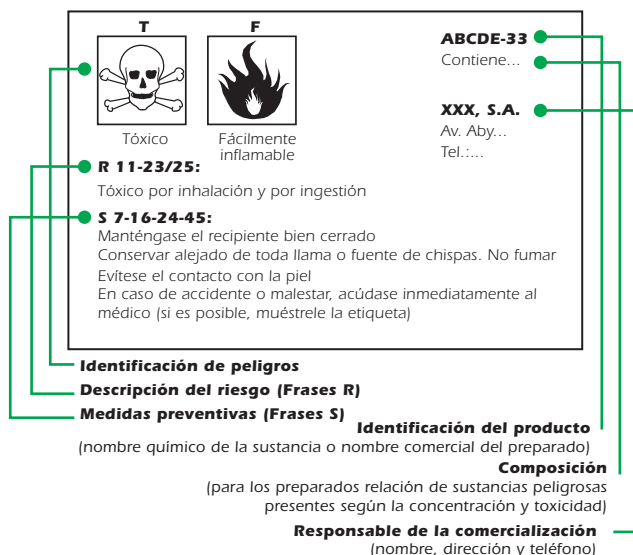 T
F
Tóxico
Fácilmente
inflamable
ABCDE-33
Contiene...
XXX, S.A.
Av. Aby...
Tel.:...
R 11-23/25:
Tóxico por inhalación y por ingestión
S 7-16-24-45:
Manténgase el recipiente bien cerrado
Conservar alejado de toda llama o fuente de chispas. No fumar
Evítese el contacto con la piel
En caso de accidente o malestar, acúdase inmediatamente al
médico (si es posible, muéstrele la etiqueta)
Identificación de peligros
Descripción del riesgo (Frases R)
Medidas preventivas (Frases S)
Identificación del producto
(nombre químico de la sustancia o nombre comercial del preparado)
Composición
(para los preparados relación de sustancias peligrosas
presentes según la concentración y toxicidad)
Responsable de la comercialización
(nombre, dirección y teléfono)